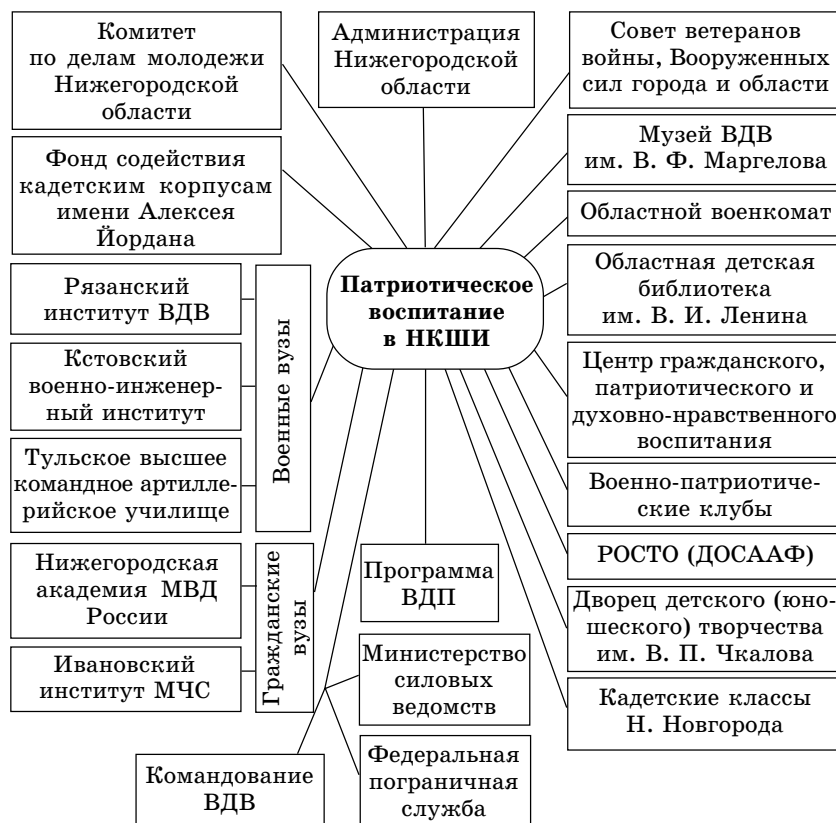 Комитет
по делам молодежи
Нижегородской
области
Администрация
Нижегородской
области
Совет ветеранов
войны, Вооруженных
сил города и области
Фонд содействия
кадетским корпусам
имени Алексея
Йордана
Музей ВДВ
им. В. Ф. Маргелова
Областной военкомат
Патриотическое
воспитание
в НКШИ
Областная детская
библиотека
им. В. И. Ленина
Рязанский
институт ВДВ
Кстовский
военно-инженер-
ный институт
Тульское высшее
командное артилле-
рийское училище
Военные вузы
Центр гражданского,
патриотического и
духовно-нравственного
воспитания
Военно-патриотиче-
ские клубы
РОСТО (ДОСААФ)
Нижегородская
академия МВД
России
Ивановский
институт МЧС
Гражданские
вузы
Программа
ВДП
Дворец детского (юно-
шеского) творчества
им. В. П. Чкалова
Министерство
силовых
ведомств
Кадетские классы
Н. Новгорода
Командование
ВДВ
Федеральная
пограничная
служба